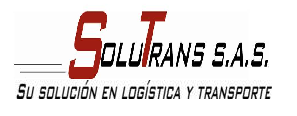 SOLUTRANS S.A.S.
SU SOLUCIÓN EN LOGÍSTICA Y TRANSPORTE